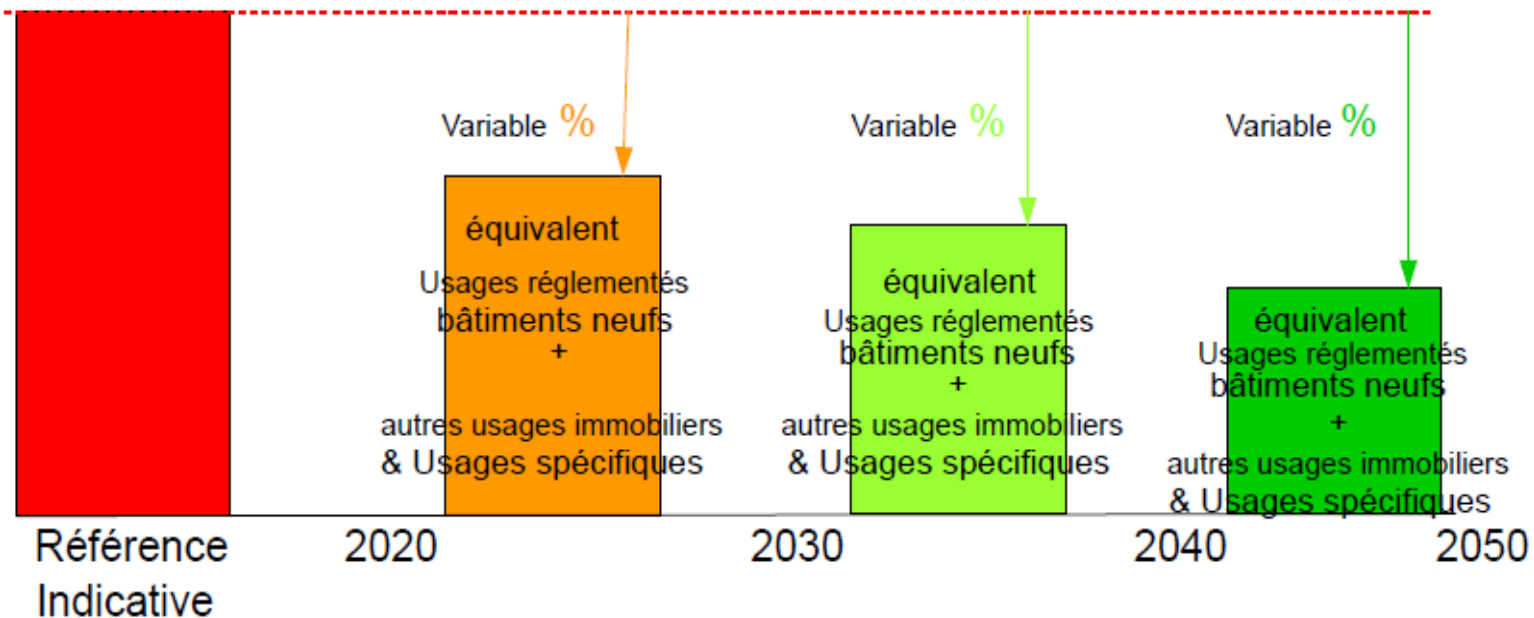 Variable %
équivalent
Usages réglementés
bâtiments neufs
+
autres usages immobiliers
& Usages spécifiques
Variable %
équivalent
Usages réglementés
bâtiments neufs
+
autres usages immobiliers
& Usages spécifiques
Variable %
équivalent
Usages réglementés
bâtiments neufs
+
autres usages immobiliers
& Usages spécifiques
Référence
Indicative
2020
2030
2040
2050